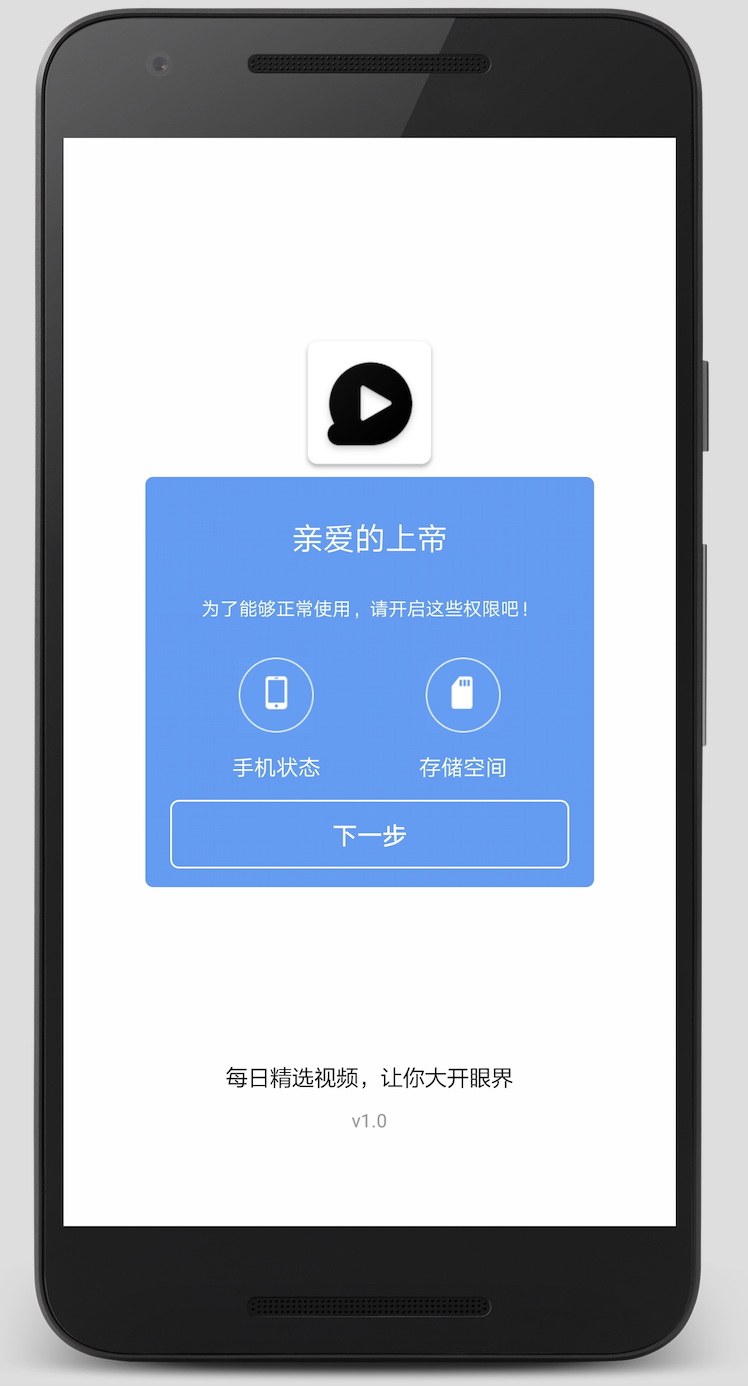 亲爱的上帝
为了能够正常使用，请开启这些权限吧！
手机状态
存储空间
下一步
每日精选视频，让你大开眼界
v1.0